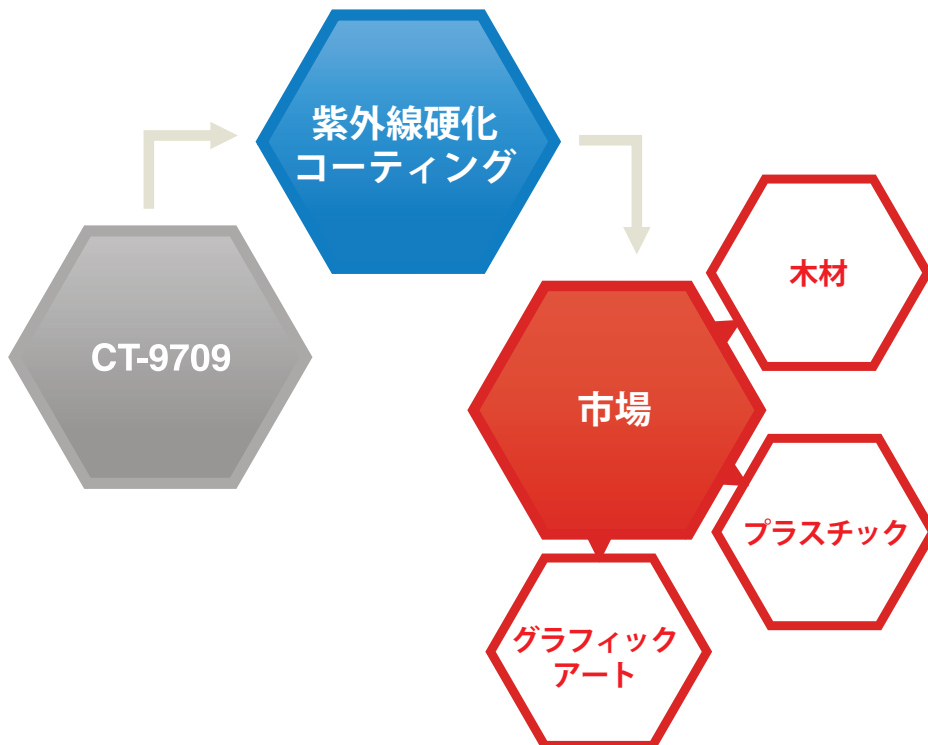 紫外線硬化
コーティング
CT-9709
市場
木材
プラスチック
グラフィック
アート